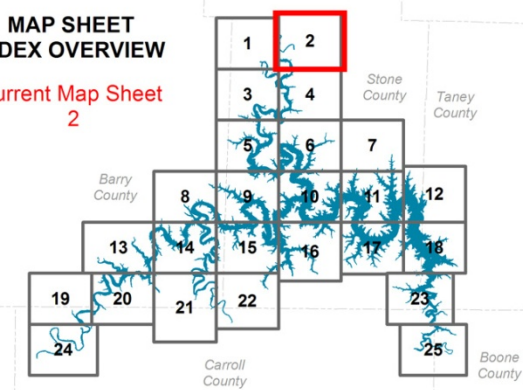 MAP SHEET
DEX OVERVIEW
urrent Map Sheet
2
1
2
Stone
County
Taney
County
3
4
5
6
7
Barry
County
8
9
10
11
12
13
14
15
16
17
18
19
20
21
22
23
24
25
Carroll
County
Boone
County